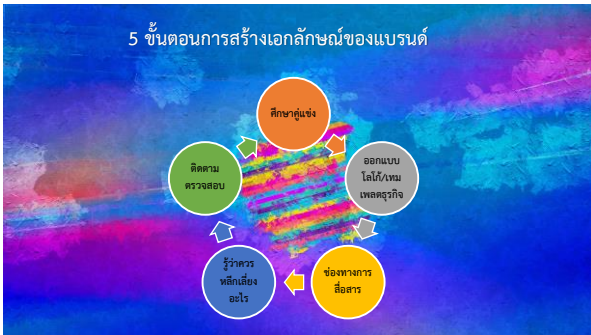 5 ขั้นตอนการสร้างเอกลักษณ์ของแบรนด์
ศึกษาคู่แข่ง
ออกแบบ
โลโก้/เทม
เพลตธุรกิจ
ช่องทางการ
สื่อสาร
รู้ว่าควร
หลีกเลี่ยง
อะไร
ติดตาม
ตรวจสอบ